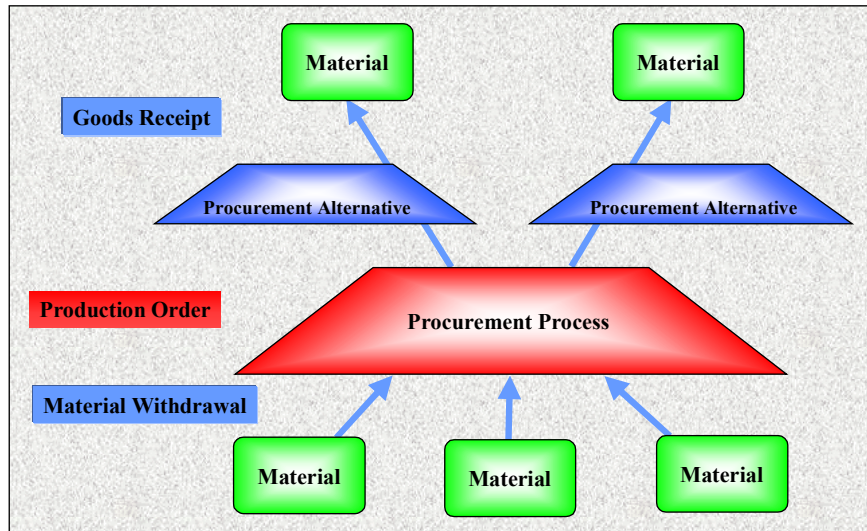 Material
Material
Goods Receipt
Procurement Alternative
Procurement Alternative
Production Order
Procurement Process
Material Withdrawal
Material
Material
Material